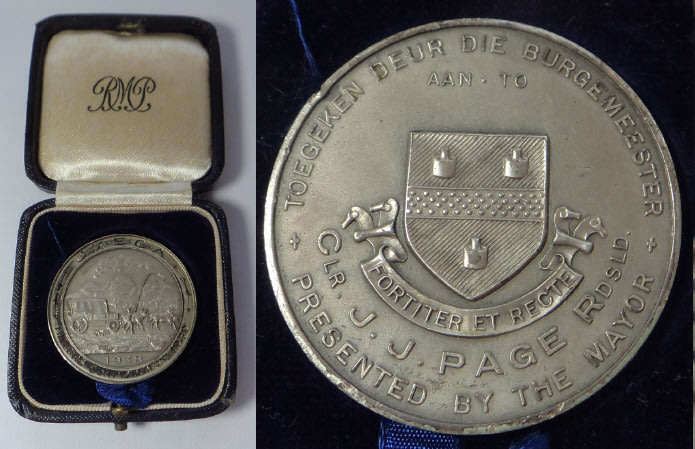 RMP
1938
TOEGEKEN DEUR DIE BURGEMEESTER
AAN · TO
FORTITER ET RECTE
CLR. J. J. PAGE RDSLD.
PRESENTED BY THE MAYOR